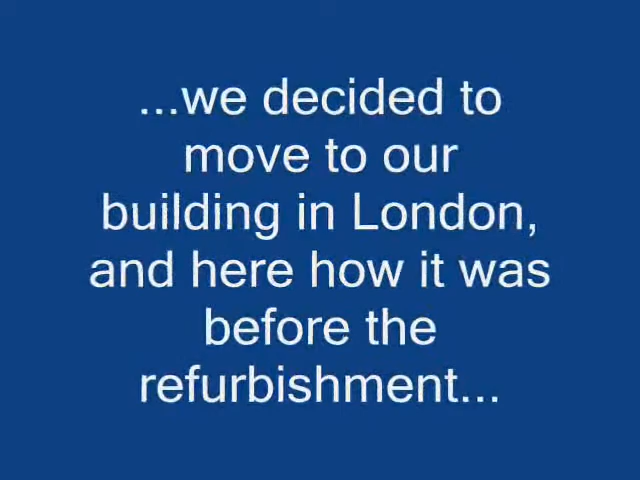 ...we decided to
move to our
building in London,
and here how it was
before the
refurbishment...